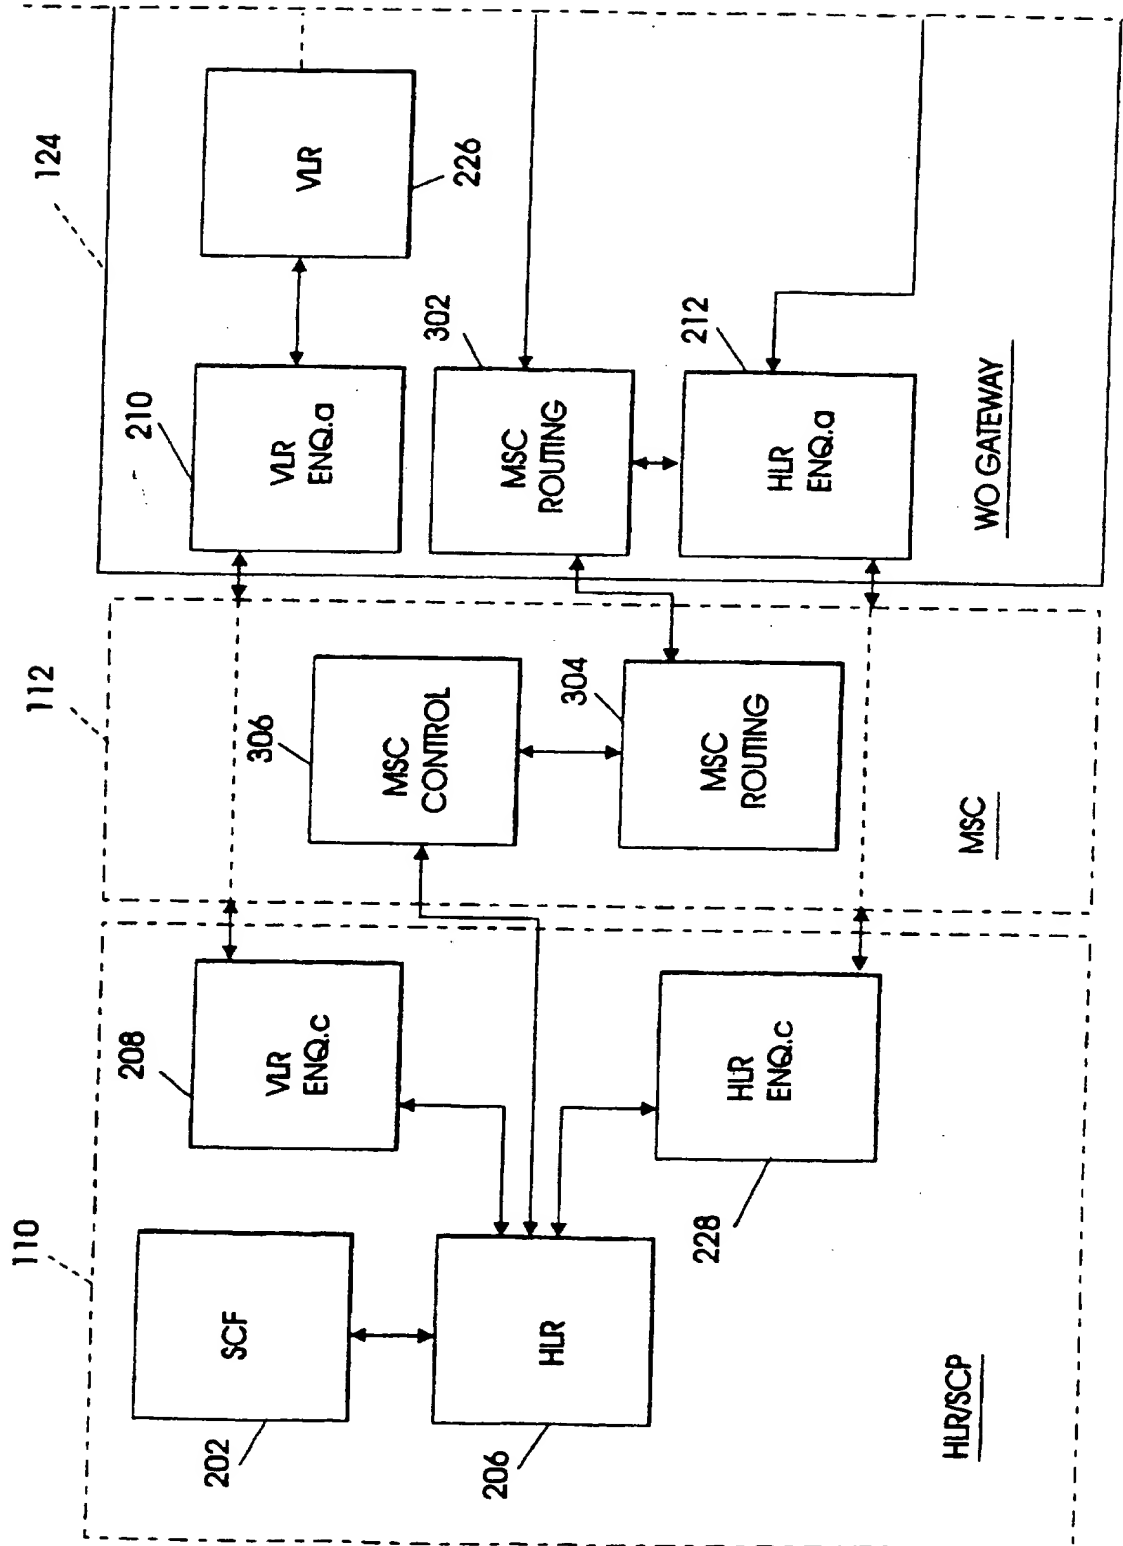 110
112
124
202
SCF
208
VLR
ENQ.c
306
MSC
CONTROL
210
VLR
ENQ.a
VLR
226
206
HLR
228
HLR
ENQ.c
304
MSC
ROUTING
302
MSC
ROUTING
212
HLR
ENQ.a
HLR/SCP
MSC
WO GATEWAY